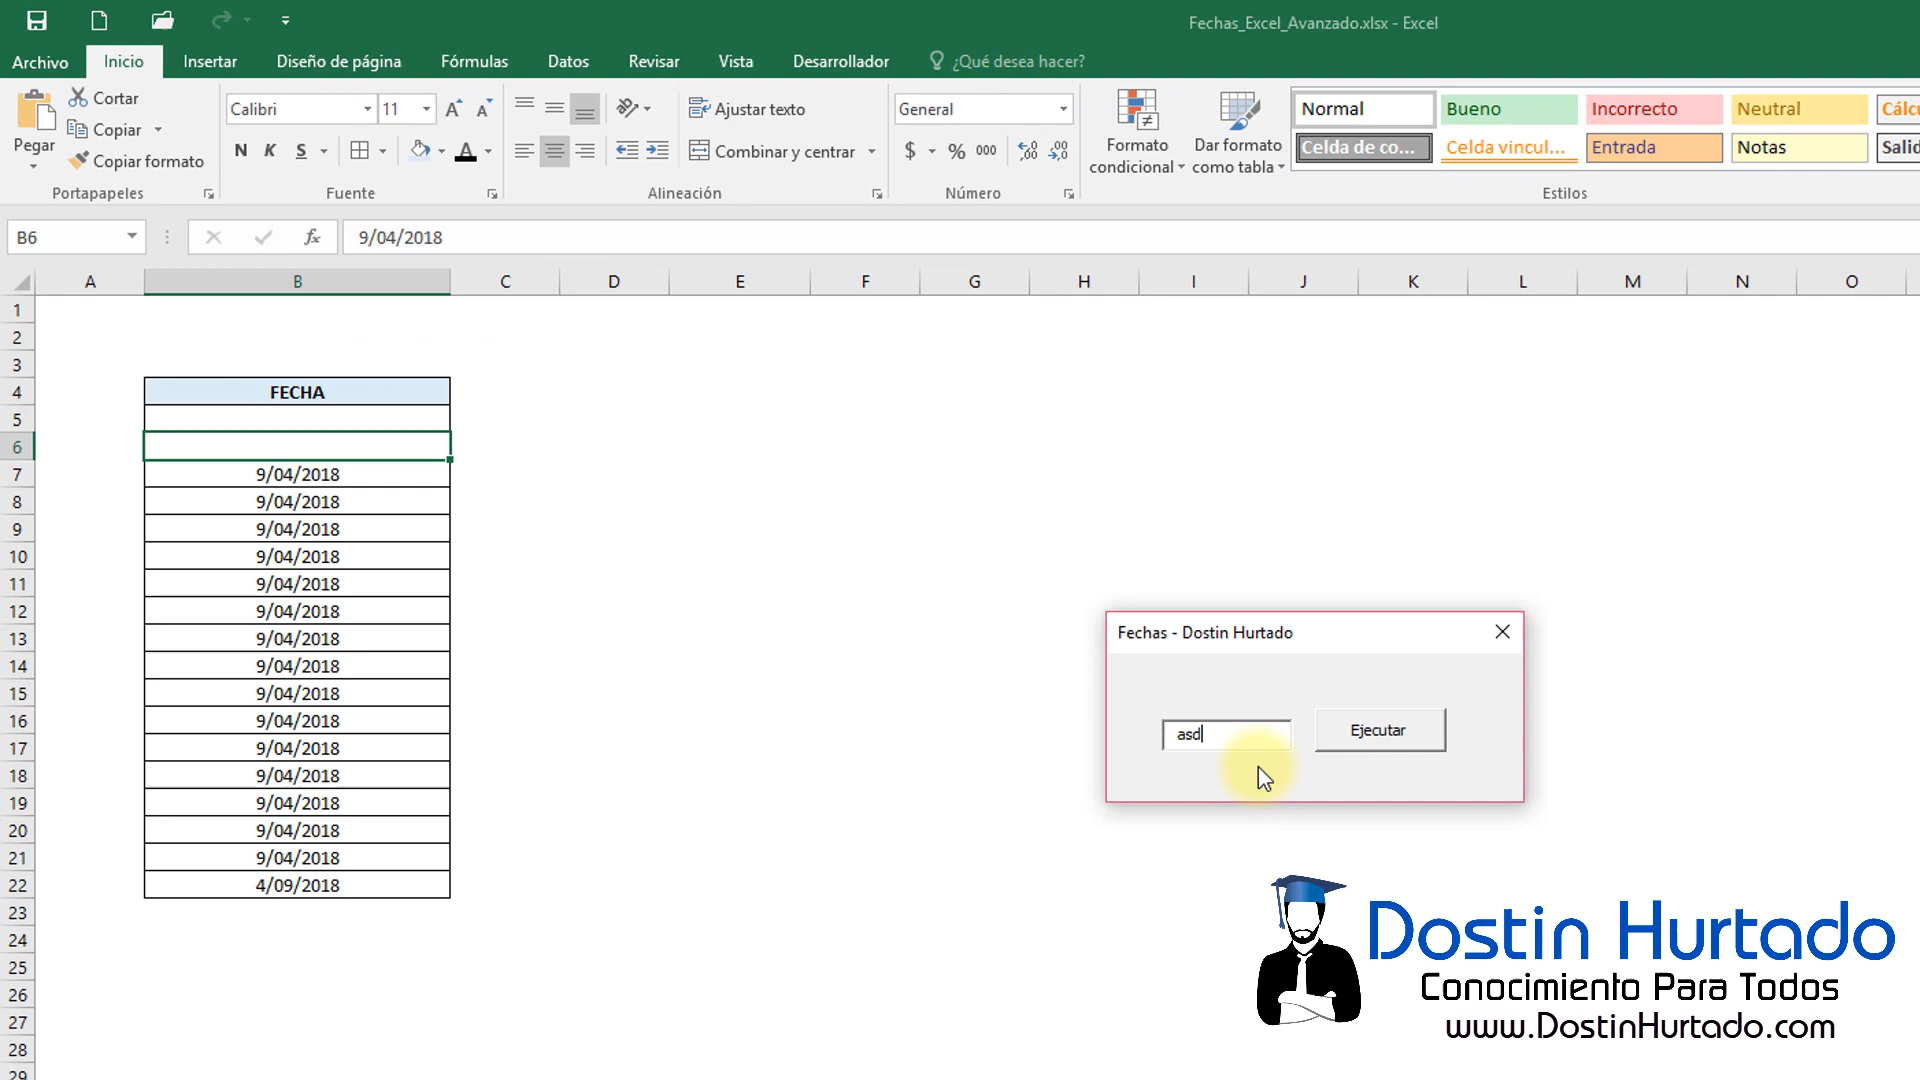 Fechas_Excel_Avanzado.xlsx - Excel
Archivo Inicio Insertar Diseño de página Fórmulas Datos Revisar Vista Desarrollador ¿Qué desea hacer?
Pegar
Cortar
Copiar
Copiar formato
Portapapeles
Calibri 11
N K S
Fuente
Ajustar texto
Combinar y centrar
Alineación
General
$ % 000
Número
Formato condicional
Dar formato como tabla
Normal Bueno Incorrecto Neutral Cálcu
Celda de co... Celda vincul... Entrada Notas Salid
Estilos
B6 fx 9/04/2018
A B C D E F G H I J K L M N O
1
2
3
4 FECHA
5
6
7 9/04/2018
8 9/04/2018
9 9/04/2018
10 9/04/2018
11 9/04/2018
12 9/04/2018
13 9/04/2018
14 9/04/2018
15 9/04/2018
16 9/04/2018
17 9/04/2018
18 9/04/2018
19 9/04/2018
20 9/04/2018
21 9/04/2018
22 4/09/2018
23
24
25
26
27
28
29
Fechas - Dostin Hurtado
asd Ejecutar
Dostin Hurtado
Conocimiento Para Todos
www.DostinHurtado.com